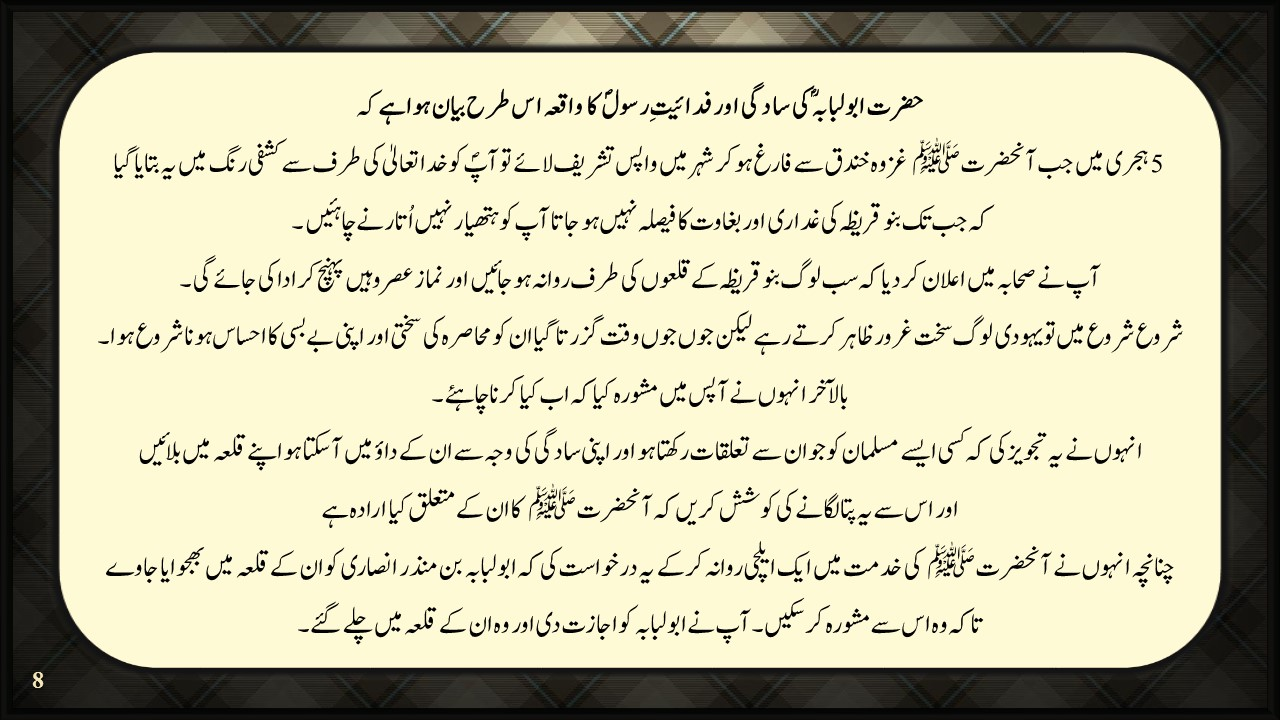 حضرت ابولبابہؓ کی سادگی اور فدائیتِ رسولؐ کا واقعہ اس طرح بیان ہوا ہے کہ
5 ہجری میں جب آنحضرت ﷺ غزوہ خندق سے فارغ ہو کر شہر میں واپس تشریف لائے تو آپؐ کو خدا تعالیٰ کی طرف سے کشفی رنگ میں یہ بتایا گیا
کہ جب تک بنو قریظہ کی غداری اور بغاوت کا فیصلہ نہیں ہو جاتا آپ کو ہتھیار نہیں اُتارنے چاہئیں ۔
آپ نے صحابہ میں اعلان کر دیا کہ سب لوگ بنو قریظہ کے قلعوں کی طرف روانہ ہو جائیں اور نماز عصر وہیں پہنچ کر ادا کی جائے گی۔
شروع شروع میں تو یہودی لوگ سخت غرور ظاہر کرتے رہے لیکن جوں جوں وقت گزرتا گیا ان کو محاصرہ کی سختی اور اپنی بے بسی کا احساس ہونا شروع ہوا۔
بالآخر انہوں نے آپس میں مشورہ کیا کہ اب کیا کرنا چاہئے ۔
انہوں نے یہ تجویز کی کہ کسی ایسے مسلمان کو جو ان سے تعلقات رکھتا ہو اور اپنی سادگی کی وجہ سے ان کے داؤ میں آسکتا ہو اپنے قلعہ میں بلائیں
اور اس سے یہ پتا لگانے کی کوشش کریں کہ آنحضرت ﷺ کا ان کے متعلق کیا ارادہ ہے
چنانچہ انہوں نے آنحضرت ﷺ کی خدمت میں ایک ایلچی روانہ کرکے یہ درخواست کی کہ ابولبابہ بن منذر انصاری کو ان کے قلعہ میں بھجوایا جاوے
تا کہ وہ اس سے مشورہ کر سکیں۔ آپ نے ابولبابہ کو اجازت دی اور وہ ان کے قلعہ میں چلے گئے۔
8